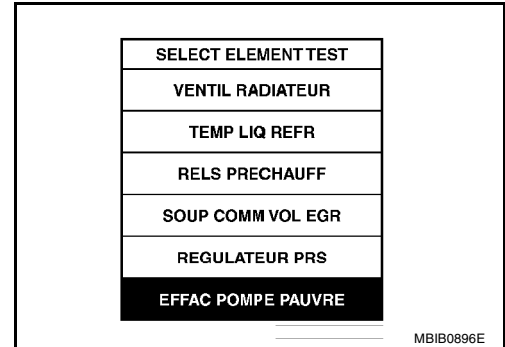 SELECT ELEMENT TEST
VENTIL RADIATEUR
TEMP LIQ REFR
RELS PRECHAUFF
SOUP COMM VOL EGR
REGULATEUR PRS
EFFAC POMPE PAUVRE
MBIB0896E